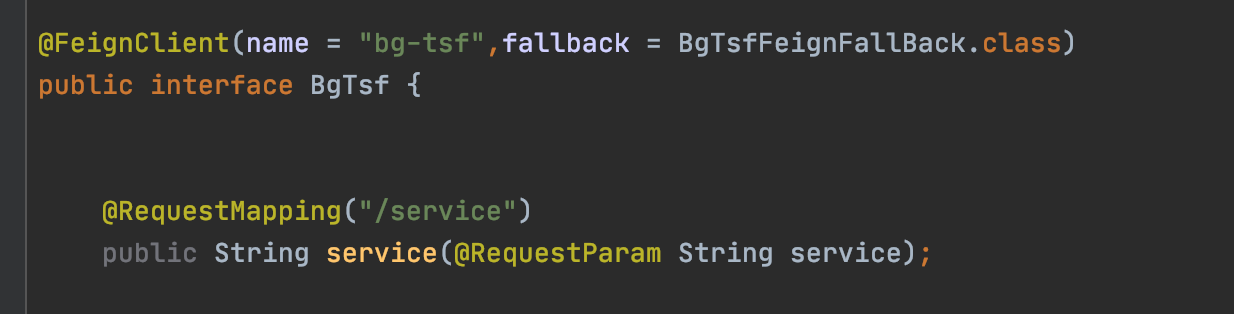 @FeignClient(name = "bg-tsf",fallback = BgTsfFeignFallBack.class)
public interface BgTsf {
@RequestMapping("/service")
public String service(@RequestParam String service);